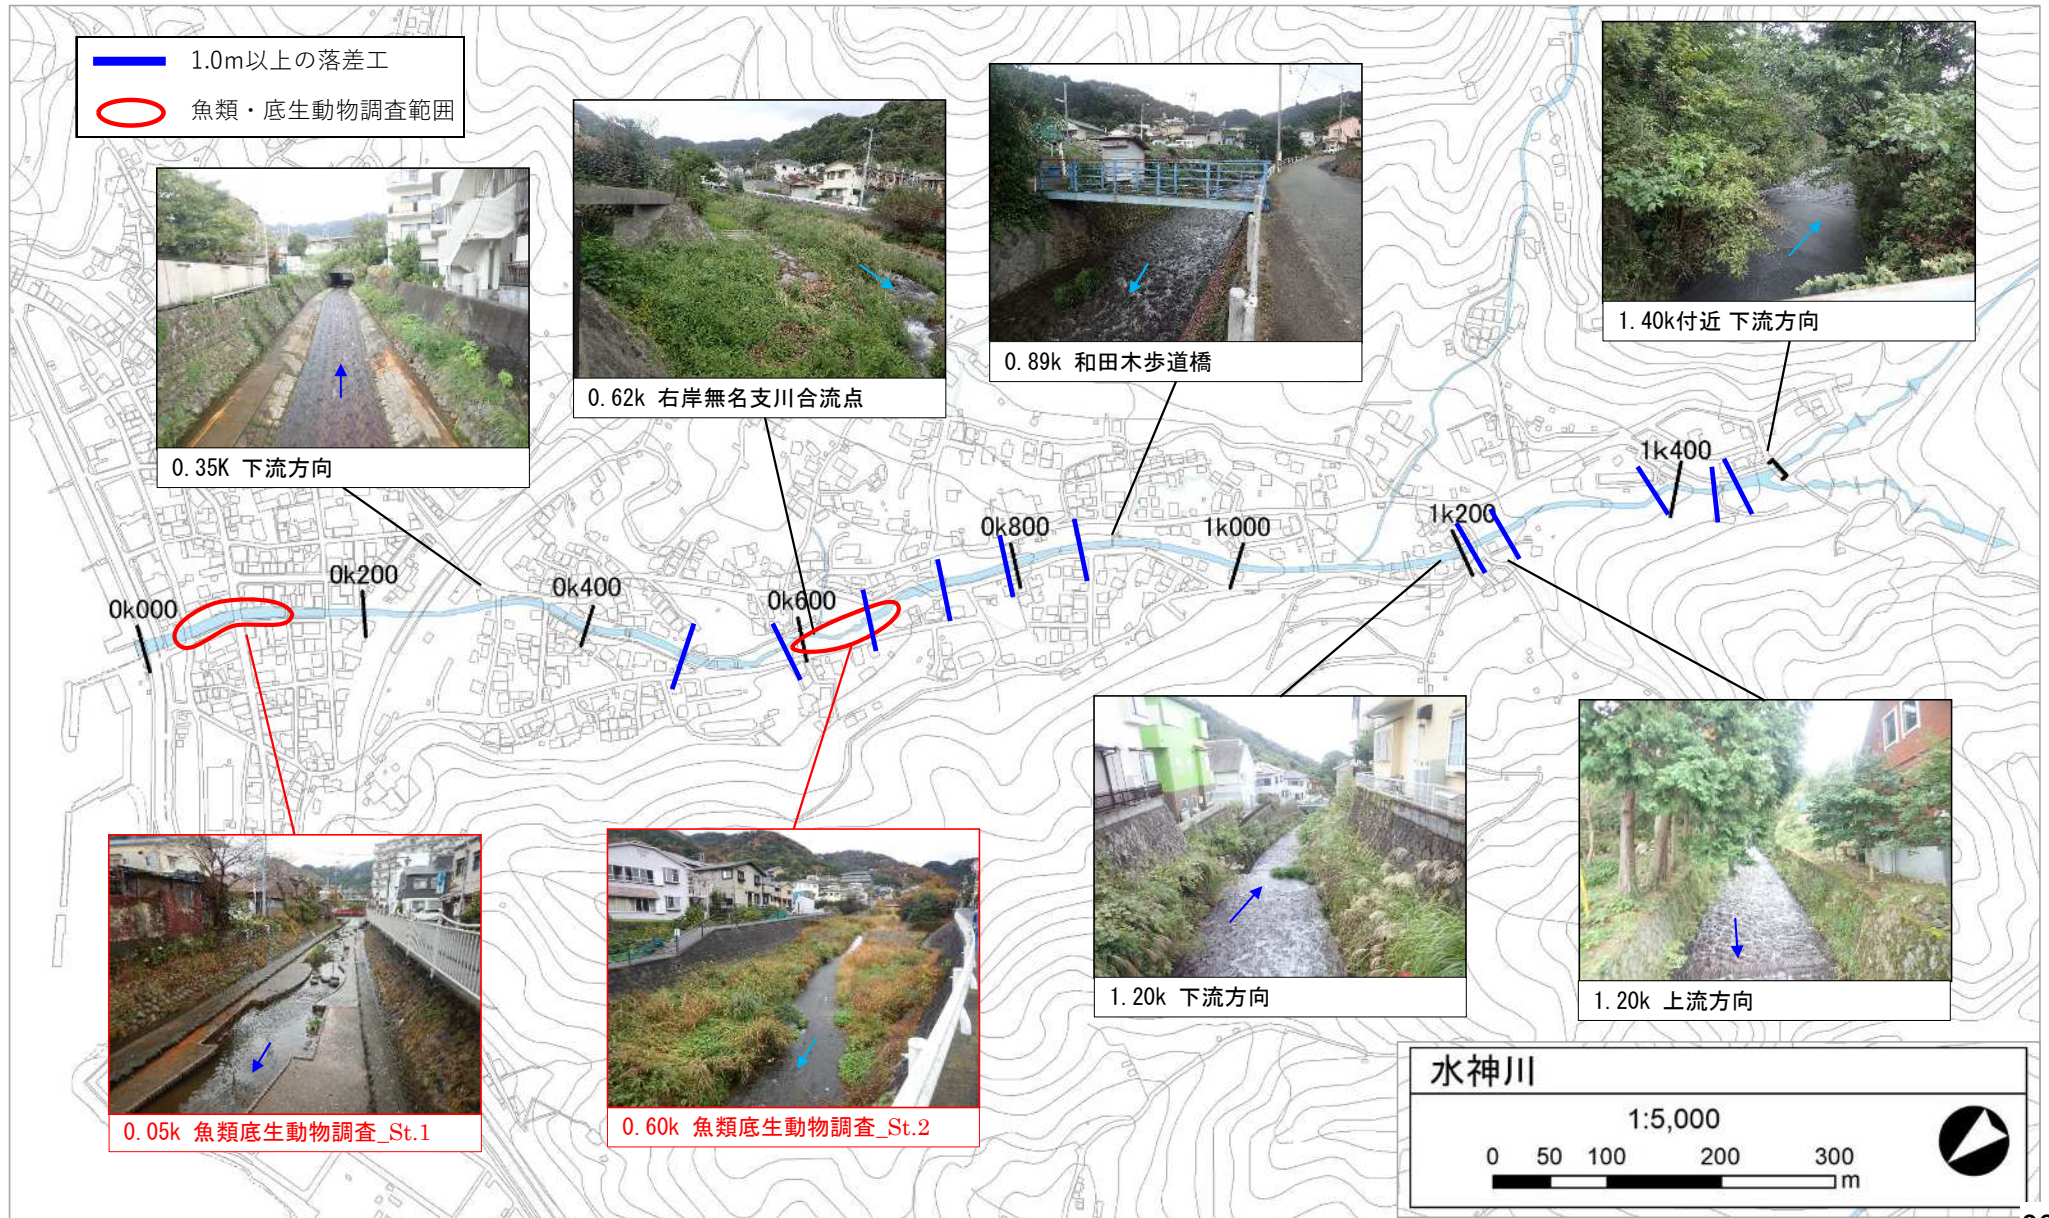 1.0m以上の落差工
魚類・底生動物調査範囲
0.35K 下流方向
0.62k 右岸無名支川合流点
0.89k 和田木歩道橋
1.40k付近 下流方向
0k000
0k200
0k400
0k600
0k800
1k000
1k200
1k400
0.05k 魚類底生動物調査_St.1
0.60k 魚類底生動物調査_St.2
1.20k 下流方向
1.20k 上流方向
水神川
1:5,000
0 50 100 200 300
m